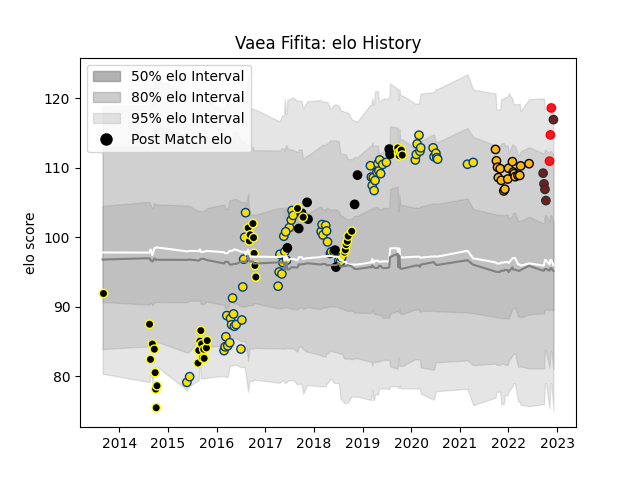 Vaea Fifita: elo History
50% elo Interval
80% elo Interval
95% elo Interval
Post Match elo
elo score
120
110
100
90
80
2014 2015 2016 2017 2018 2019 2020 2021 2022 2023